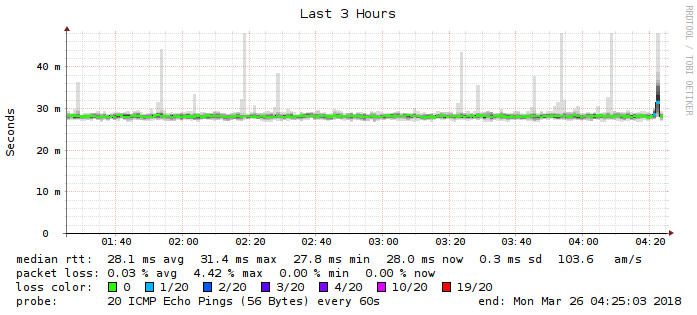 Last 3 Hours
RRDTOOL / TOBI OETIKER
Seconds
40 m
30 m
20 m
10 m
0
01:40 02:00 02:20 02:40 03:00 03:20 03:40 04:00 04:20
median rtt: 28.1 ms avg 31.4 ms max 27.8 ms min 28.0 ms now 0.3 ms sd 103.6 am/s
packet loss: 0.03 % avg 4.42 % max 0.00 % min 0.00 % now
loss color: 0 1/20 2/20 3/20 4/20 10/20 19/20
probe: 20 ICMP Echo Pings (56 Bytes) every 60s end: Mon Mar 26 04:25:03 2018